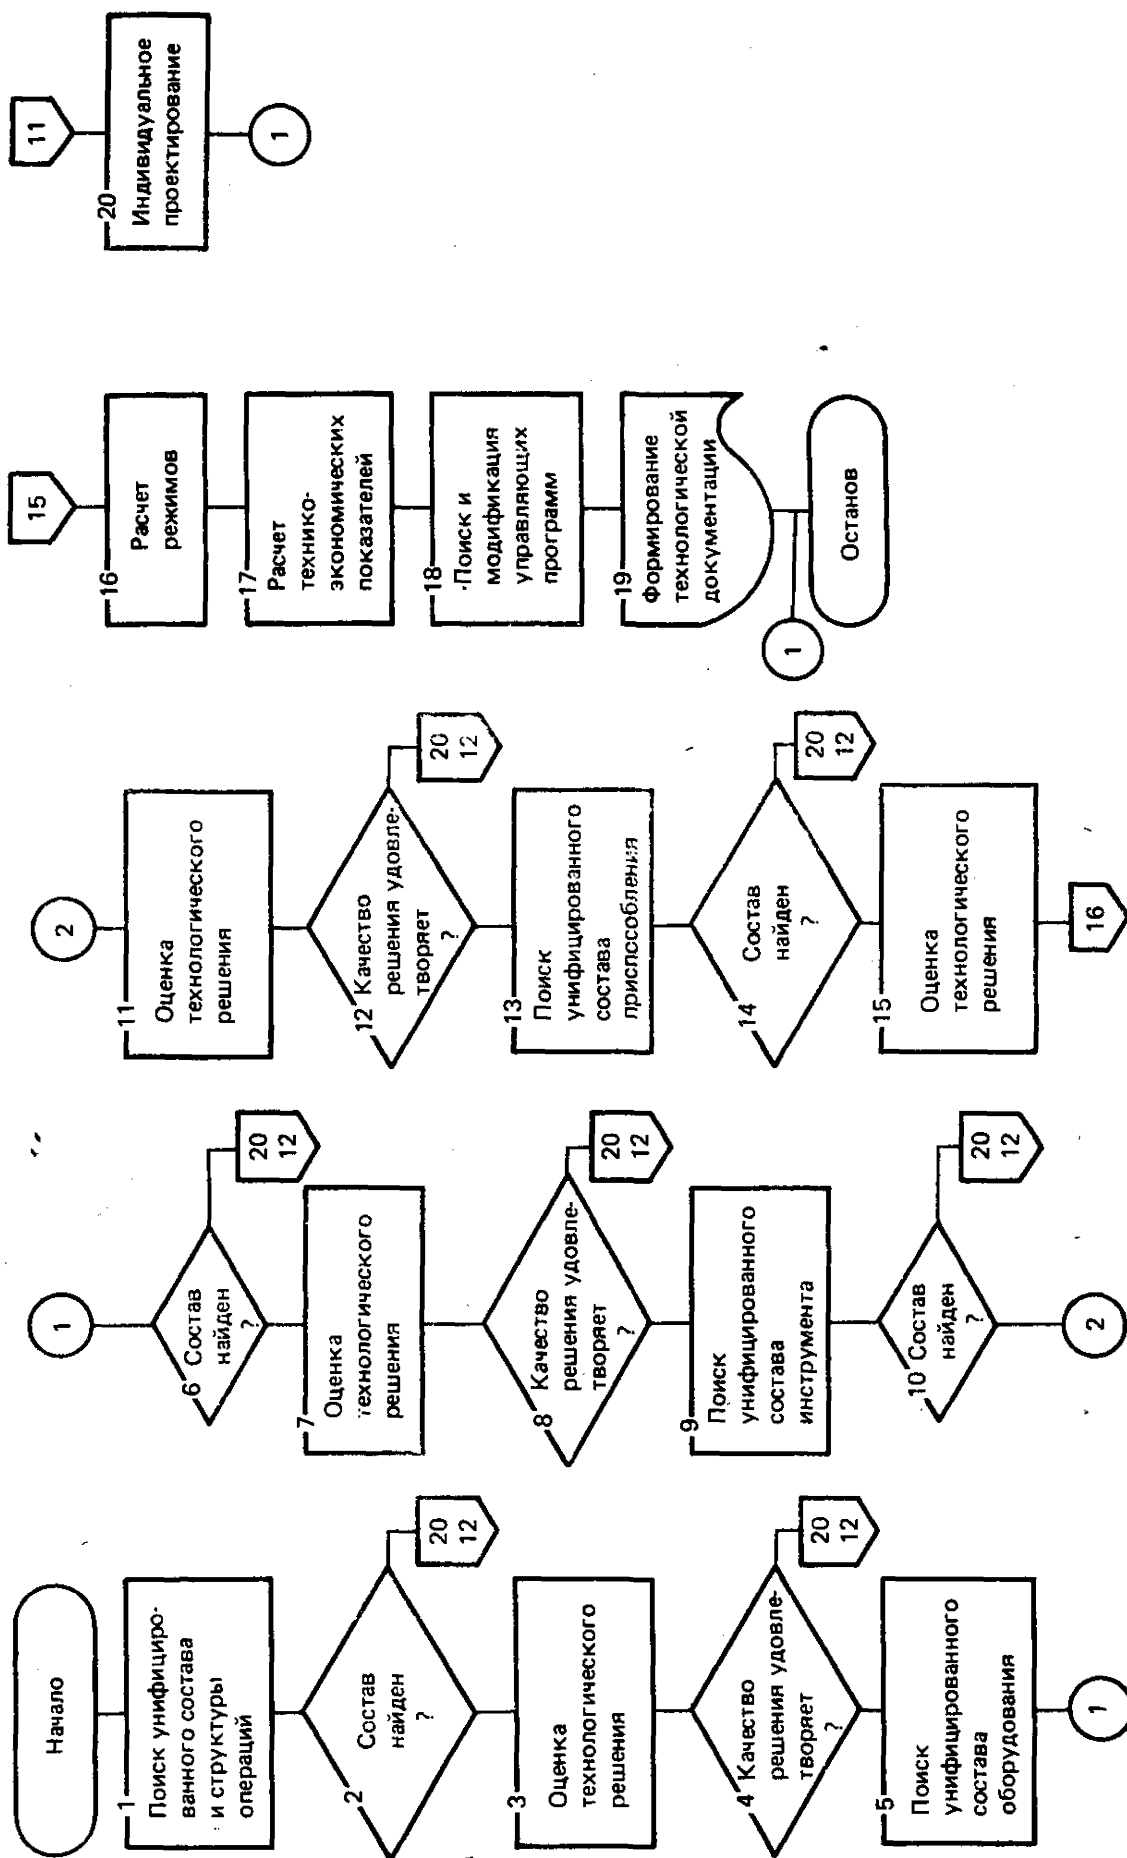 Начало
1
Поиск унифициро-
ванного состава
и структуры
операций
2
Состав
найден
?
20
12
3
Оценка
технологического
решения
4
Качество
решения удовле-
творяет
?
20
12
5
Поиск
унифицированного
состава
оборудования
1
1
6
Состав
найден
?
20
12
7
Оценка
технологического
решения
8
Качество
решения удовле-
творяет
?
20
12
9
Поиск
унифицированного
состава
инструмента
10
Состав
найден
?
20
12
2
2
11
Оценка
технологического
решения
12
Качество
решения удовле-
творяет
?
20
12
13
Поиск
унифицированного
состава
приспособления
14
Состав
найден
?
20
12
15
Оценка
технологического
решения
16
15
16
Расчет
режимов
17
Расчет
технико-
экономических
показателей
18
Поиск и
модификация
управляющих
программ
19
Формирование
технологической
документации
1
Останов
11
20
Индивидуальное
проектирование
1